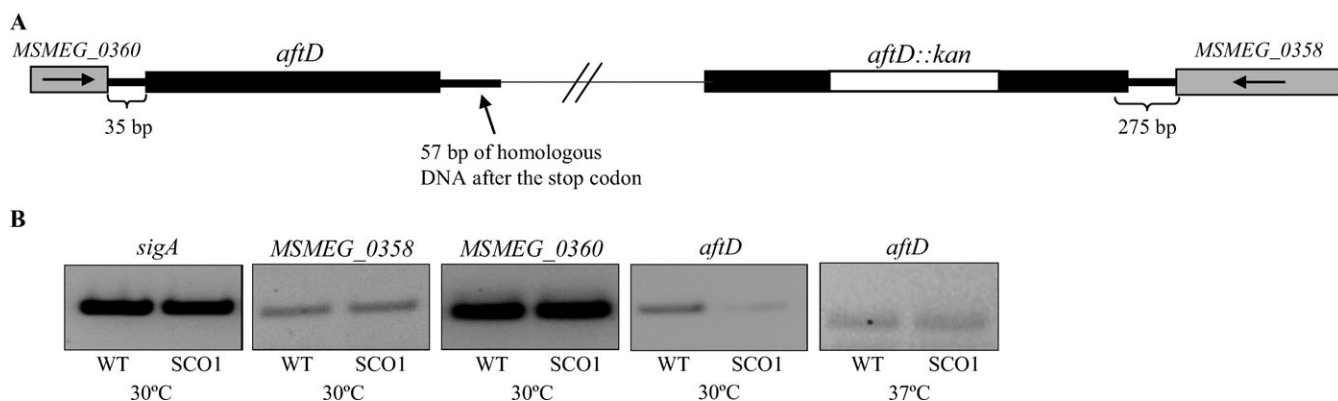 A
MSMEG_0360
aftD
aftD::kan
MSMEG_0358
35 bp
57 bp of homologous
DNA after the stop codon
275 bp
B
sigA MSMEG_0358 MSMEG_0360 aftD aftD
WT SCO1 WT SCO1 WT SCO1 WT SCO1 WT SCO1
30ºC 30ºC 30ºC 30ºC 37ºC